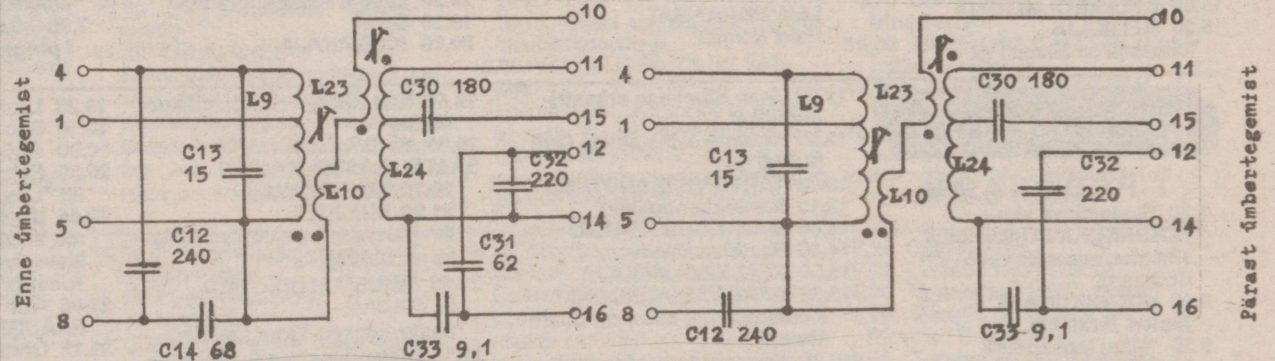 Enne ümbertegemist
4
1
5
8
L9
C13
15
C12
240
C14 68
L23
L10
L24
C30 180
C32
220
C31
62
C33 9,1
10
11
15
12
14
16
4
1
5
8
L9
C13
15
C12 240
L23
L10
L24
C30 180
C32
220
C33 9,1
10
11
15
12
14
16
Pärast ümbertegemist